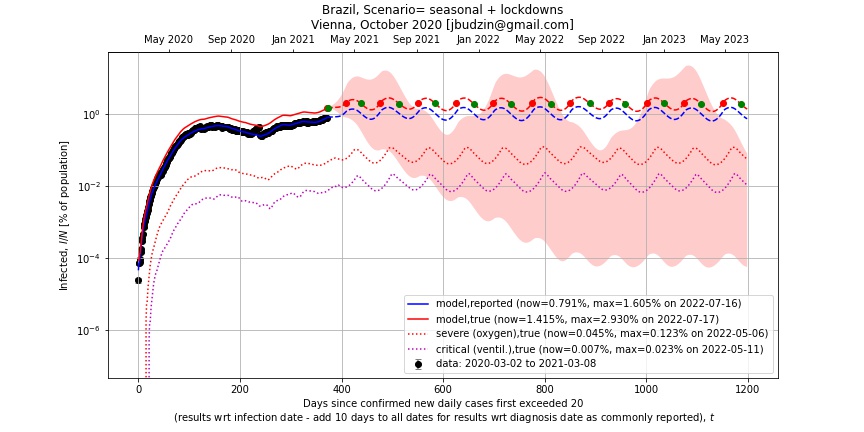 Brazil, Scenario= seasonal + lockdowns
Vienna, October 2020 [jbudzin@gmail.com]
May 2020 Sep 2020 Jan 2021 May 2021 Sep 2021 Jan 2022 May 2022 Sep 2022 Jan 2023 May 2023
Infected, I/N [% of population]
10⁰
10⁻²
10⁻⁴
10⁻⁶
model,reported (now=0.791%, max=1.605% on 2022-07-16)
model,true (now=1.415%, max=2.930% on 2022-07-17)
severe (oxygen),true (now=0.045%, max=0.123% on 2022-05-06)
critical (ventil.),true (now=0.007%, max=0.023% on 2022-05-11)
data: 2020-03-02 to 2021-03-08
0 200 400 600 800 1000 1200
Days since confirmed new daily cases first exceeded 20
(results wrt infection date - add 10 days to all dates for results wrt diagnosis date as commonly reported), t